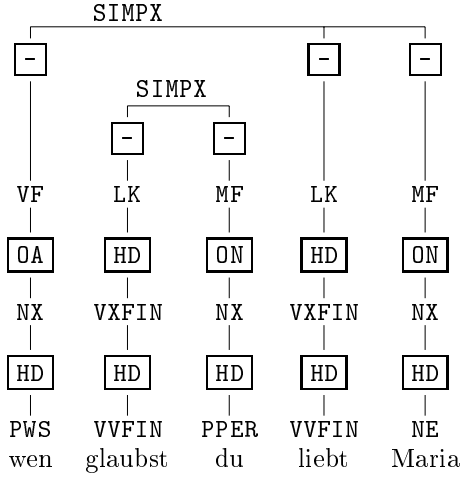 SIMPX
- - -
SIMPX
- -
VF LK MF LK MF
OA HD ON HD ON
NX VXFIN NX VXFIN NX
HD HD HD HD HD
PWS VVFIN PPER VVFIN NE
wen glaubst du liebt Maria